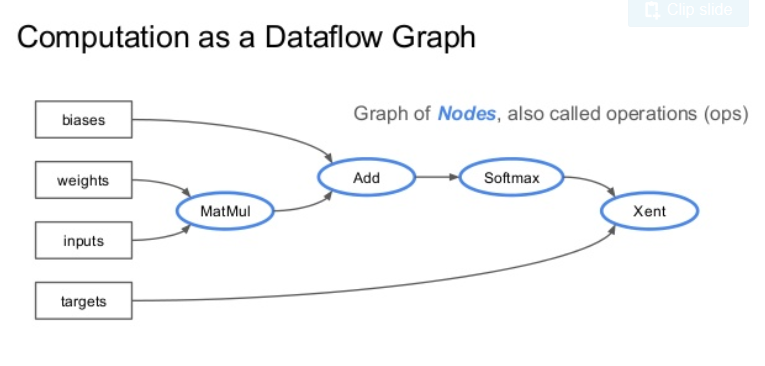 Clip slide
Computation as a Dataflow Graph
Graph of Nodes, also called operations (ops)
biases
weights
inputs
targets
MatMul
Add
Softmax
Xent